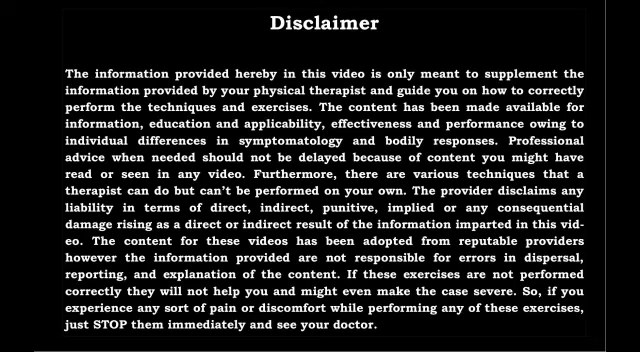 Disclaimer
The information provided hereby in this video is only meant to supplement the
information provided by your physical therapist and guide you on how to correctly
perform the techniques and exercises. The content has been made available for
information, education and applicability, effectiveness and performance owing to
individual differences in symptomatology and bodily responses. Professional
advice when needed should not be delayed because of content you might have
read or seen in any video. Furthermore, there are various techniques that a
therapist can do but can't be performed on your own. The provider disclaims any
liability in terms of direct, indirect, punitive, implied or any consequential
damage rising as a direct or indirect result of the information imparted in this vid-
eo. The content for these videos has been adopted from reputable providers
however the information provided are not responsible for errors in dispersal,
reporting, and explanation of the content. If these exercises are not performed
correctly they will not help you and might even make the case severe. So, if you
experience any sort of pain or discomfort while performing any of these exercises,
just STOP them immediately and see your doctor.